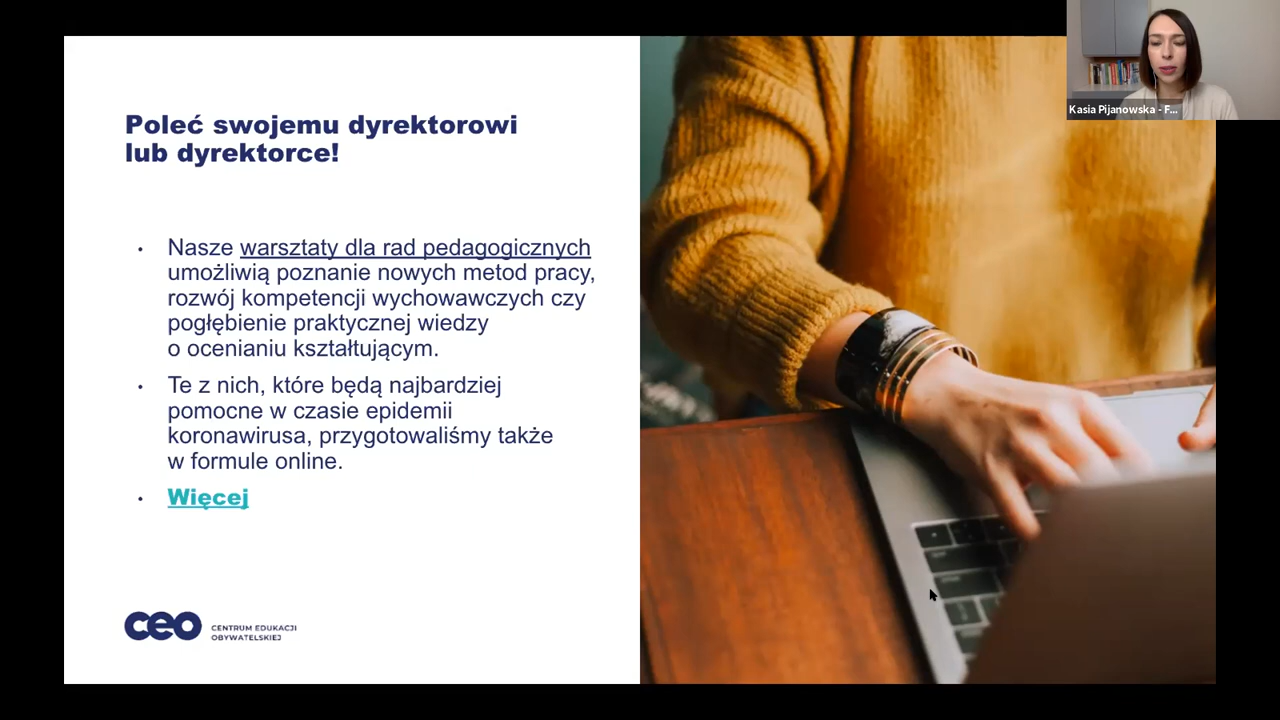 Poleć swojemu dyrektorowi
lub dyrektorce!
Nasze warsztaty dla rad pedagogicznych
umożliwią poznanie nowych metod pracy,
rozwój kompetencji wychowawczych czy
pogłębienie praktycznej wiedzy
o ocenianiu kształtującym.
Te z nich, które będą najbardziej
pomocne w czasie epidemii
koronawirusa, przygotowaliśmy także
w formule online.
Więcej
ceo CENTRUM EDUKACJI
OBYWATELSKIEJ
Kasia Pijanowska - F...